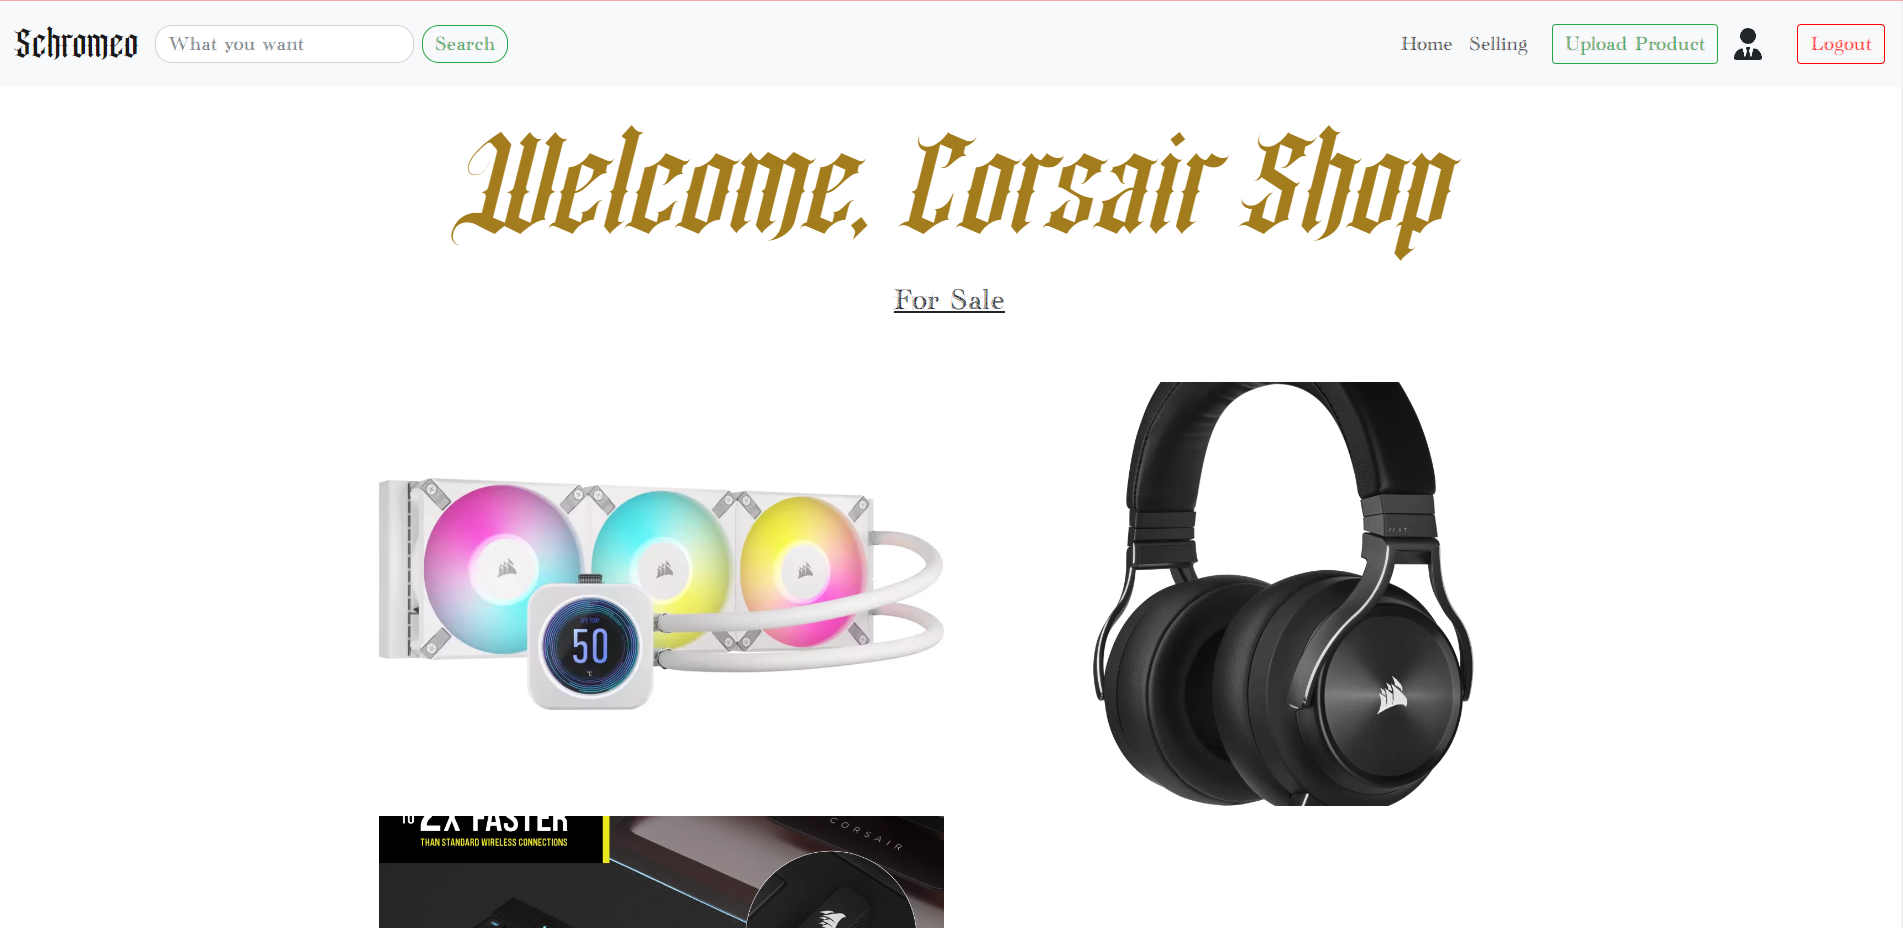 Schromeo
What you want
Search
Home
Selling
Upload Product
Logout
Welcome, Corsair Shop
For Sale
50
°C
TO 2X FASTER
THAN STANDARD WIRELESS CONNECTIONS
CORSAIR